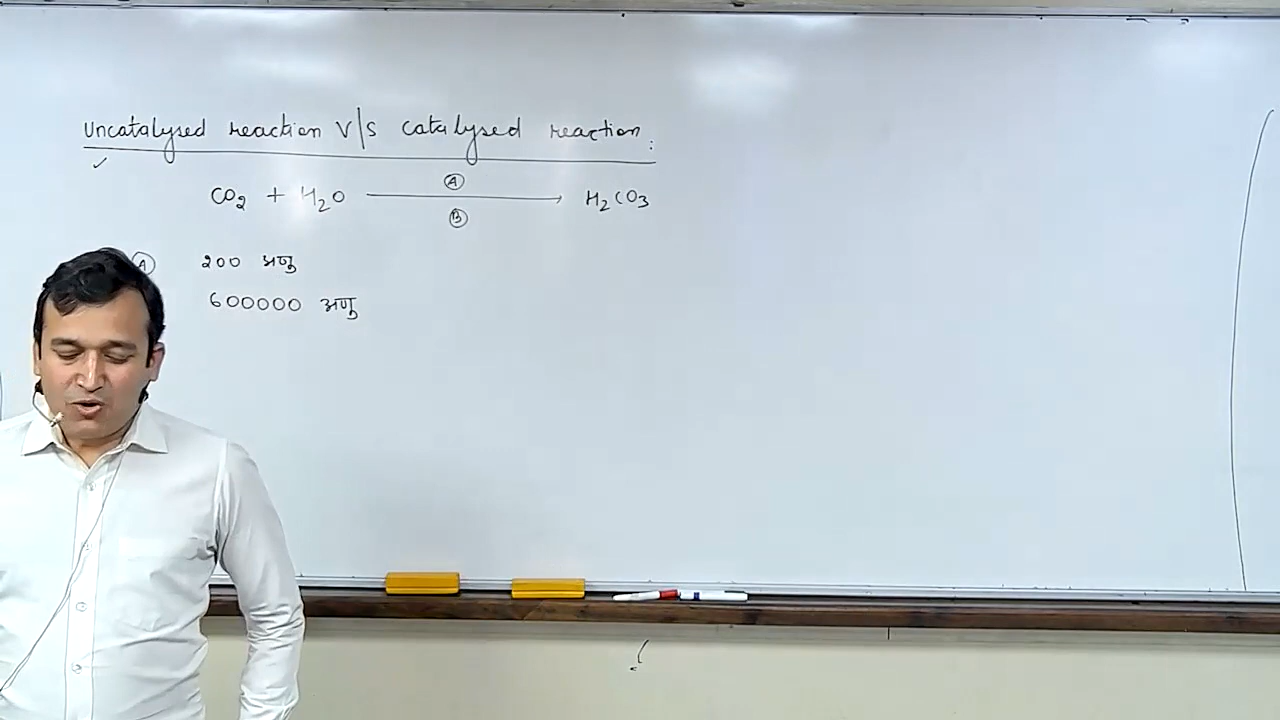 Uncatalysed reaction V/s catalysed reaction:
✓
A
CO2 + H2O ⟶ H2CO3
B
A 200 अणु
600000 अणु